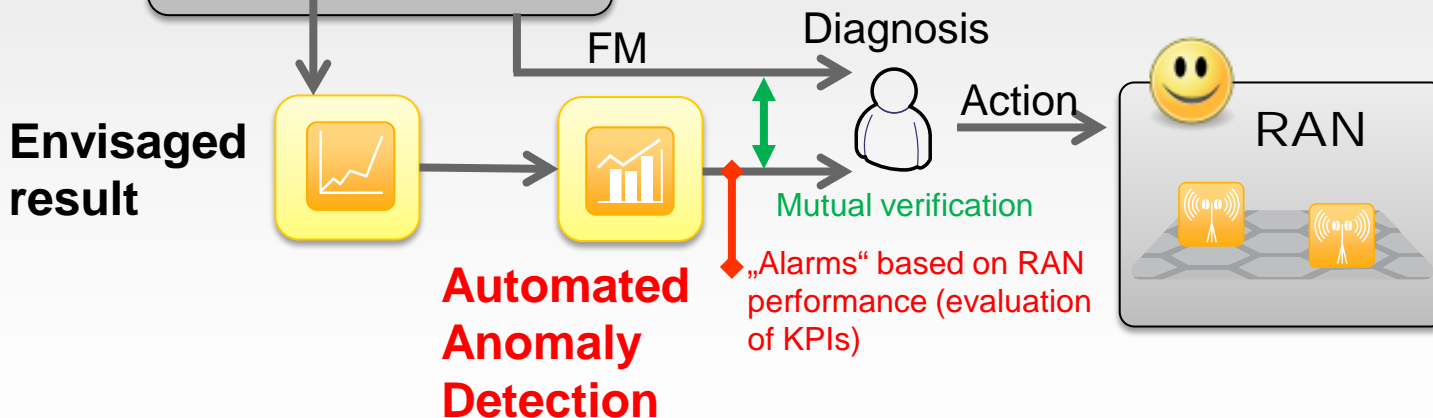 FM
Diagnosis
Action
RAN
Envisaged
result
Mutual verification
Automated
Anomaly
Detection
„Alarms“ based on RAN
performance (evaluation
of KPIs)